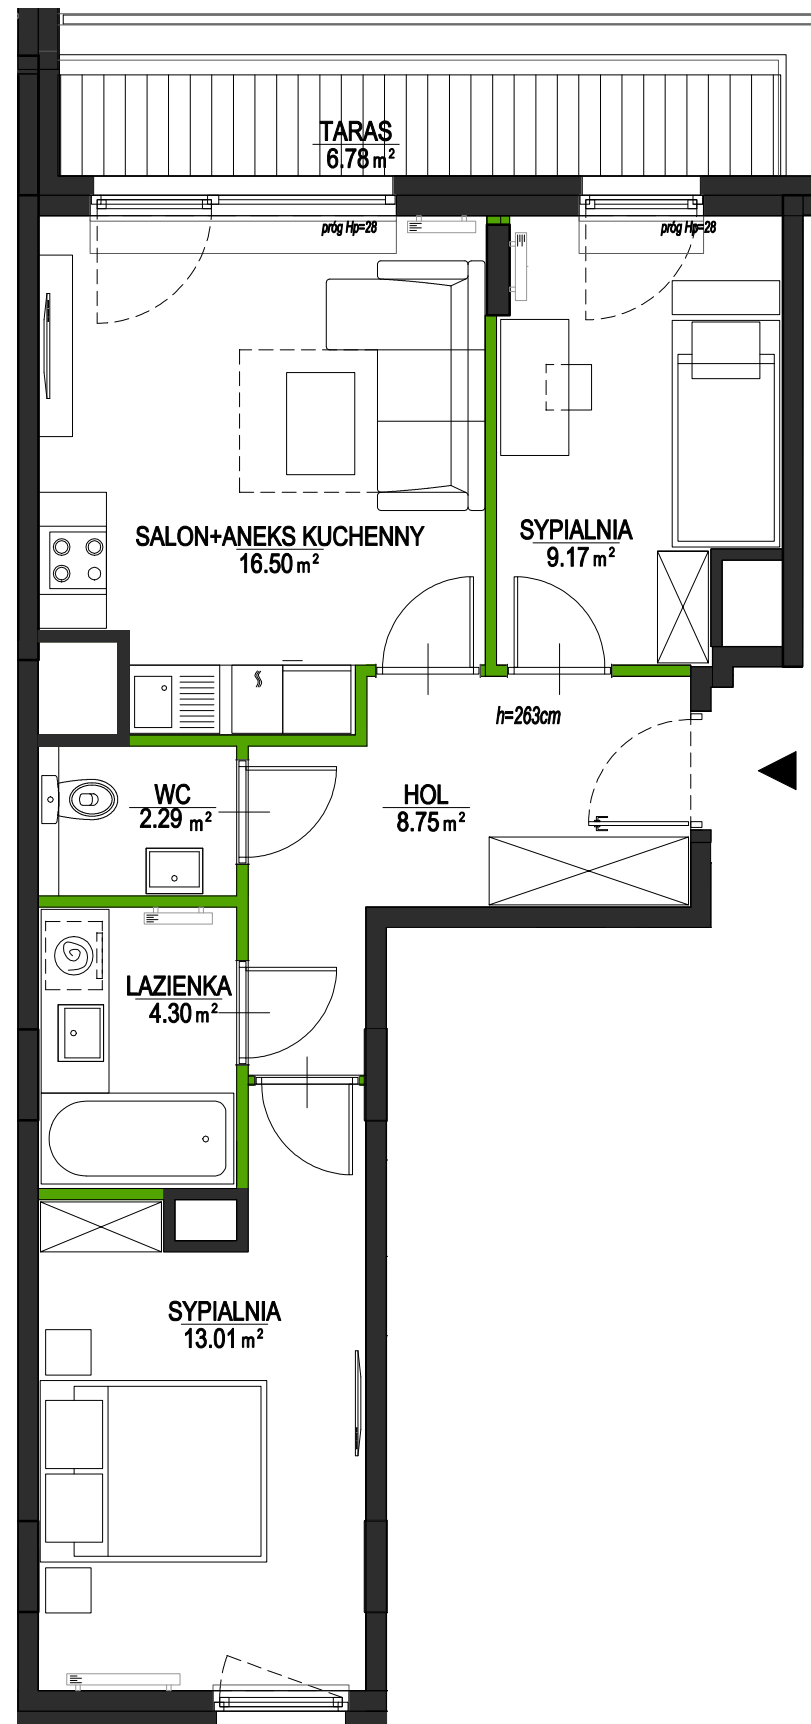 TARAS
6.78 m²
próg Hp=28
próg Hp=28
SALON+ANEKS KUCHENNY
16.50 m²
SYPIALNIA
9.17 m²
h=263cm
WC
2.29 m²
HOL
8.75 m²
LAZIENKA
4.30 m²
SYPIALNIA
13.01 m²